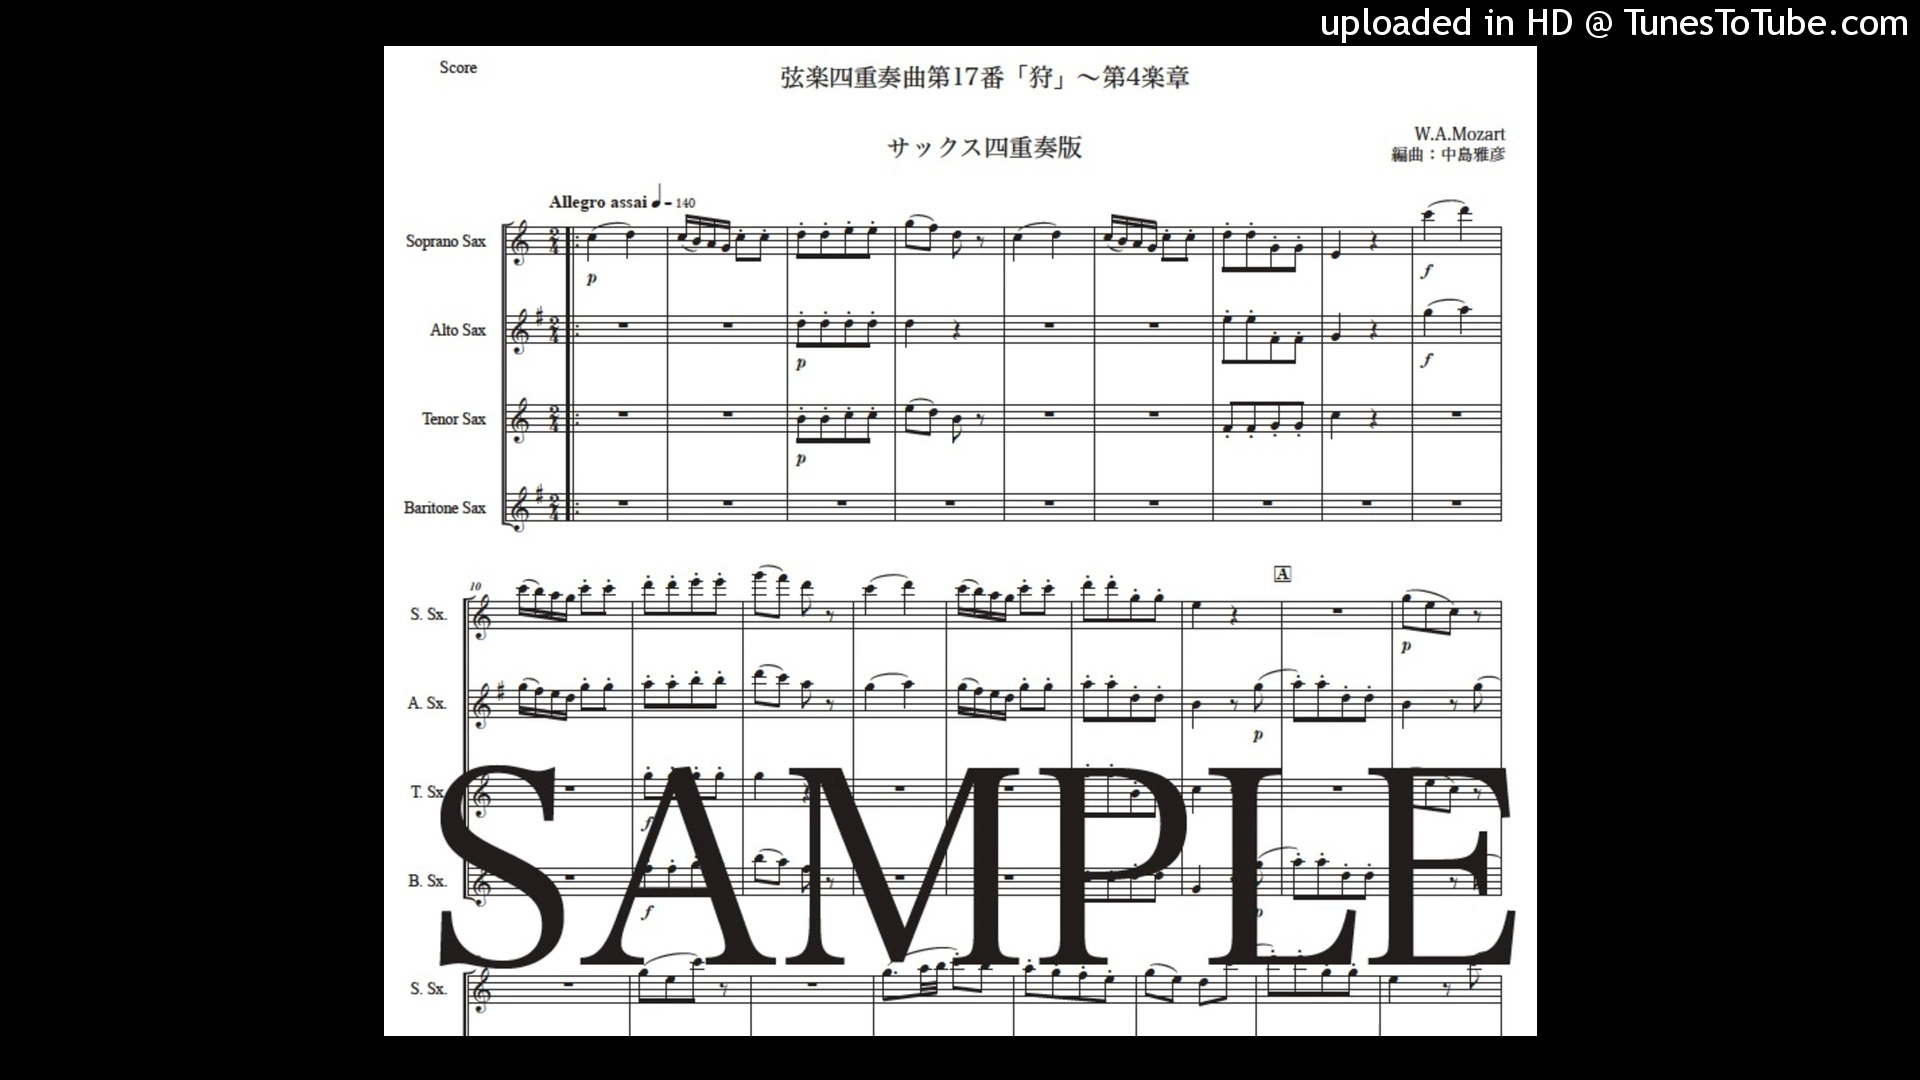 uploaded in HD @ TunesToTube.com
Score
弦楽四重奏曲第17番「狩」～第4楽章
サックス四重奏版
W.A.Mozart
編曲：中島雅彦
Allegro assai ♩= 140
Soprano Sax
p
f
Alto Sax
p
f
Tenor Sax
p
Baritone Sax
10
A
S. Sx.
p
A. Sx.
p
T. Sx.
f
B. Sx.
f
p
SAMPLE
S. Sx.